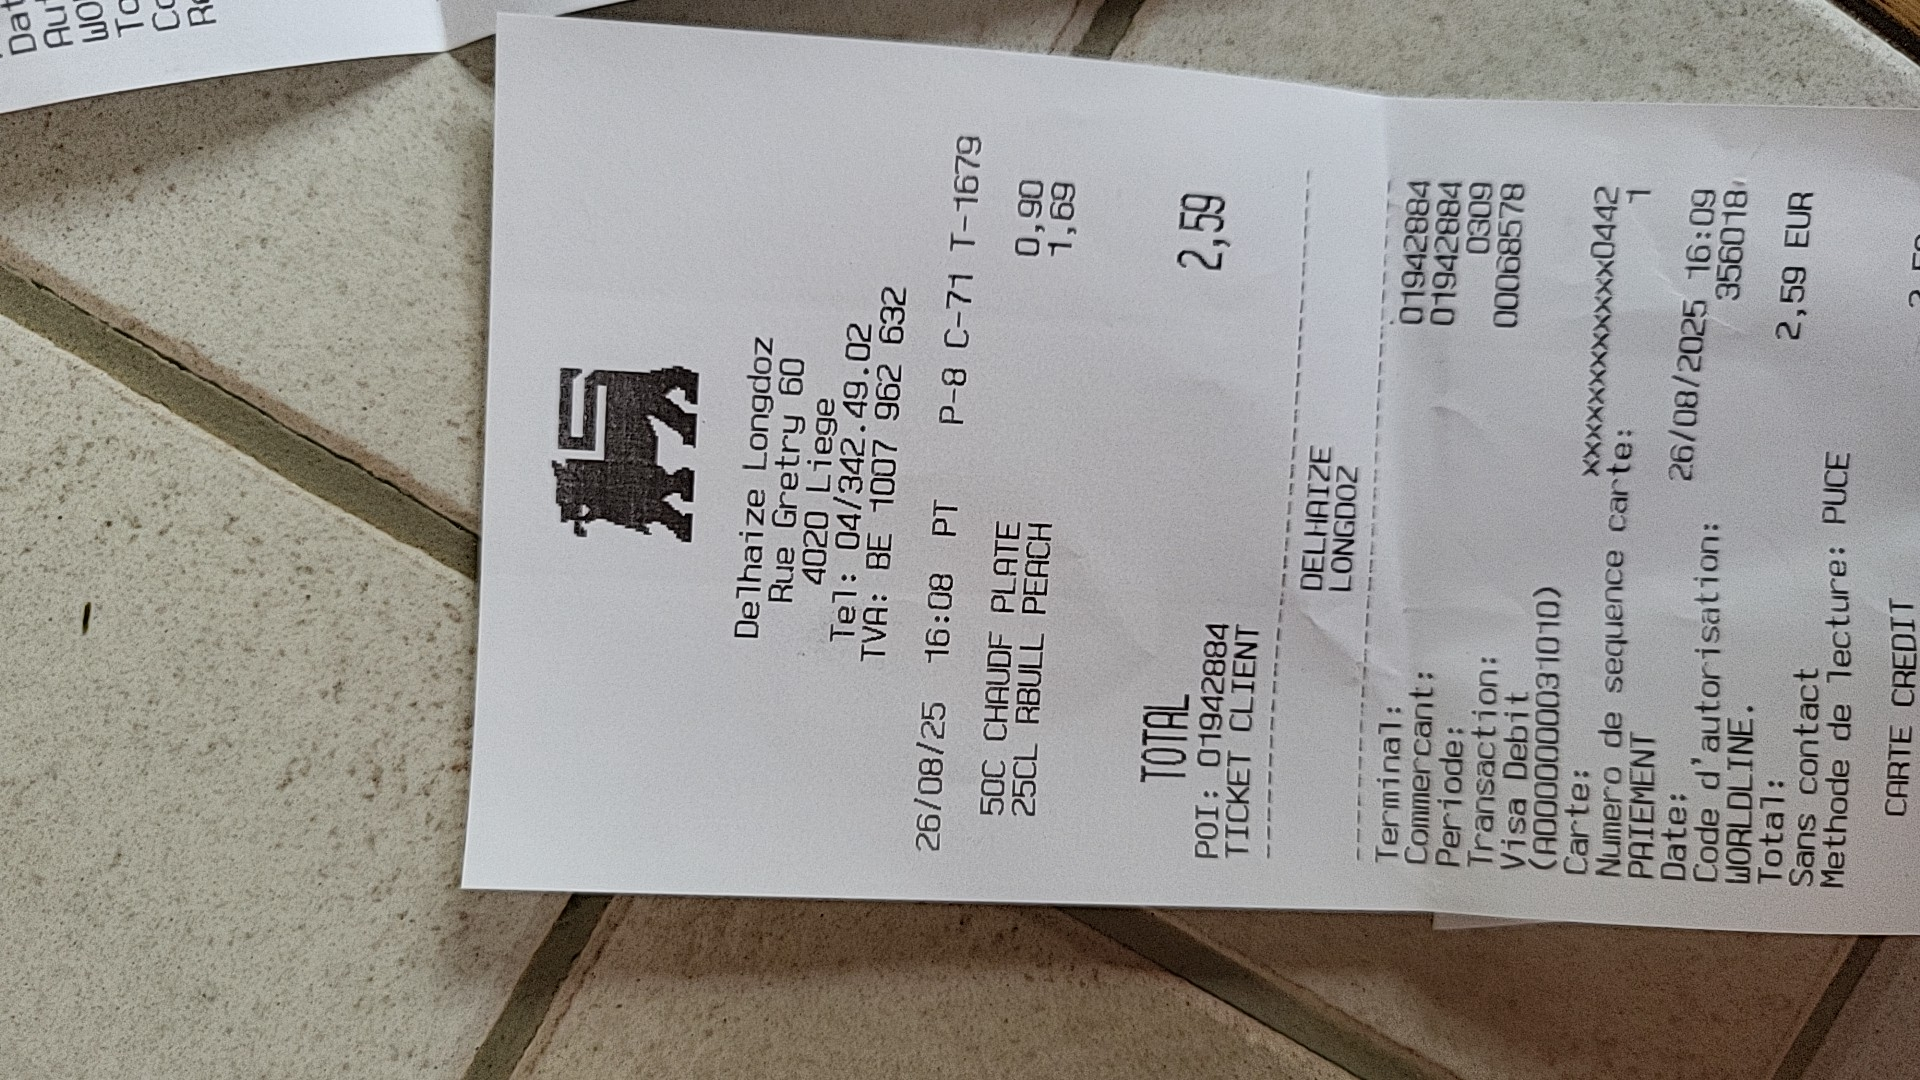 Delhaize Longdoz
Rue Gretry 60
4020 Liege
Tel: 04/342.49.02
TVA: BE 1007 962 632
26/08/25 16:08 PT P-8 C-71 T-1679
50C CHAUDF PLATE 0,90
25CL RBULL PEACH 1,69
TOTAL 2,59
POI: 01942884
TICKET CLIENT
DELHAIZE
LONGDOZ
Terminal: 01942884
Commercant: 01942884
Periode: 0309
Transaction: 00068578
Visa Debit
(A0000000031010)
Carte: xxxxxxxxxxxxxxx0442
Numero de sequence carte: 1
PAIEMENT
Date: 26/08/2025 16:09
Code d'autorisation: 356018
WORLDLINE.
Total: 2,59 EUR
Sans contact
Methode de lecture: PUCE
CARTE CREDIT